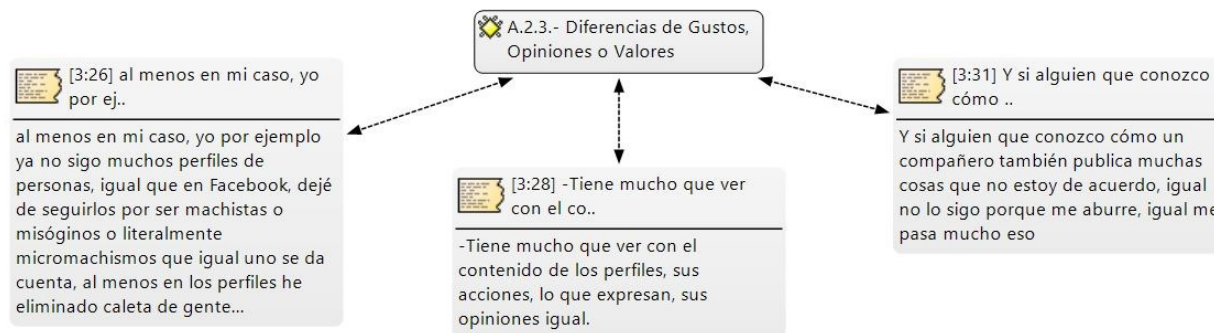 A.2.3.- Diferencias de Gustos,
Opiniones o Valores
[3:26] al menos en mi caso, yo
por ej..
al menos en mi caso, yo por ejemplo
ya no sigo muchos perfiles de
personas, igual que en Facebook, dejé
de seguirlos por ser machistas o
misóginos o literalmente
micromachismos que igual uno se da
cuenta, al menos en los perfiles he
eliminado caleta de gente...
[3:28] -Tiene mucho que ver
con el co..
-Tiene mucho que ver con el
contenido de los perfiles, sus
acciones, lo que expresan, sus
opiniones igual.
[3:31] Y si alguien que conozco
cómo ..
Y si alguien que conozco cómo un
compañero también publica muchas
cosas que no estoy de acuerdo, igual
no lo sigo porque me aburre, igual me
pasa mucho eso